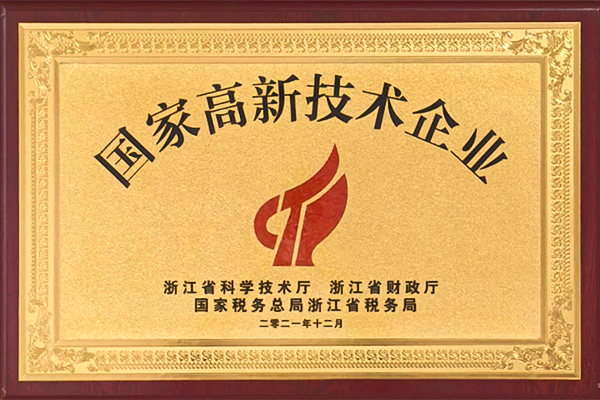 国家高新技术企业
浙江省科学技术厅 浙江省财政厅
国家税务总局浙江省税务局
二零二一年十二月